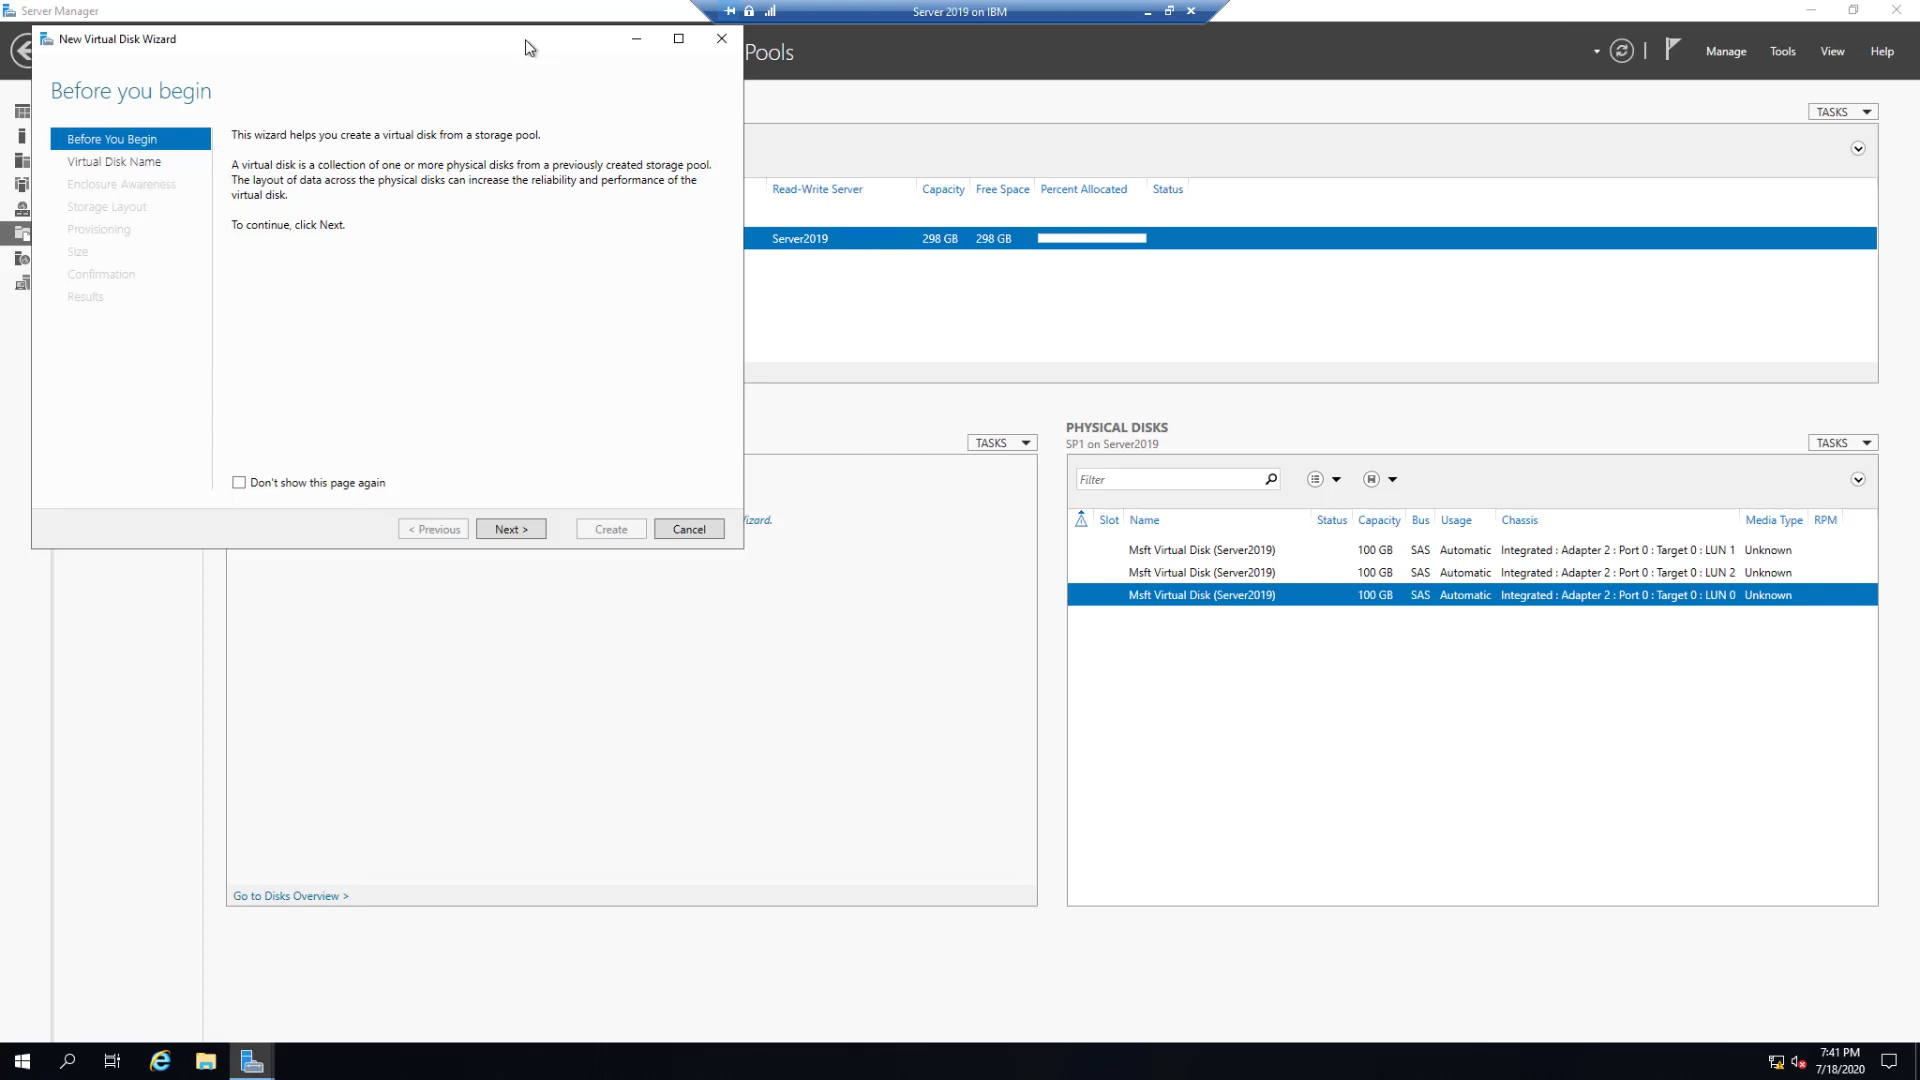 Server Manager
Server 2019 on IBM
New Virtual Disk Wizard
Pools
Manage
Tools
View
Help
Before you begin
TASKS
Before You Begin
Virtual Disk Name
Enclosure Awareness
Storage Layout
Provisioning
Size
Confirmation
Results
This wizard helps you create a virtual disk from a storage pool.
A virtual disk is a collection of one or more physical disks from a previously created storage pool.
The layout of data across the physical disks can increase the reliability and performance of the
virtual disk.
To continue, click Next.
Don't show this page again
< Previous
Next >
Create
Cancel
Read-Write Server Capacity Free Space Percent Allocated Status
Server2019 298 GB 298 GB
TASKS
izard.
Go to Disks Overview >
PHYSICAL DISKS
SP1 on Server2019
TASKS
Filter
Slot Name Status Capacity Bus Usage Chassis Media Type RPM
Msft Virtual Disk (Server2019) 100 GB SAS Automatic Integrated : Adapter 2 : Port 0 : Target 0 : LUN 1 Unknown
Msft Virtual Disk (Server2019) 100 GB SAS Automatic Integrated : Adapter 2 : Port 0 : Target 0 : LUN 2 Unknown
Msft Virtual Disk (Server2019) 100 GB SAS Automatic Integrated : Adapter 2 : Port 0 : Target 0 : LUN 0 Unknown
7:41 PM
7/18/2020